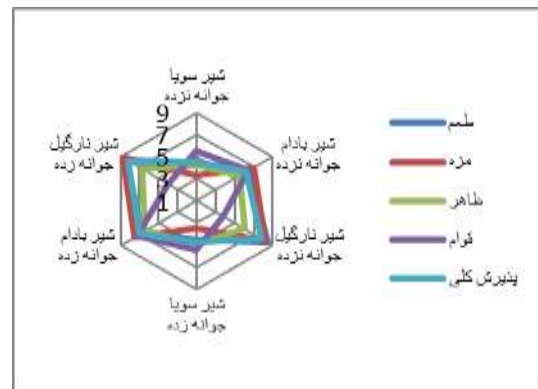 شیر سویا
جوانه نزده
شیر بادام
جوانه نزده
شیر نارگیل
جوانه نزده
شیر سویا
جوانه زده
شیر بادام
جوانه زده
شیر نارگیل
جوانه زده
9
7
5
3
1
طعم
مزه
ظاهر
قوام
پذیرش کلی